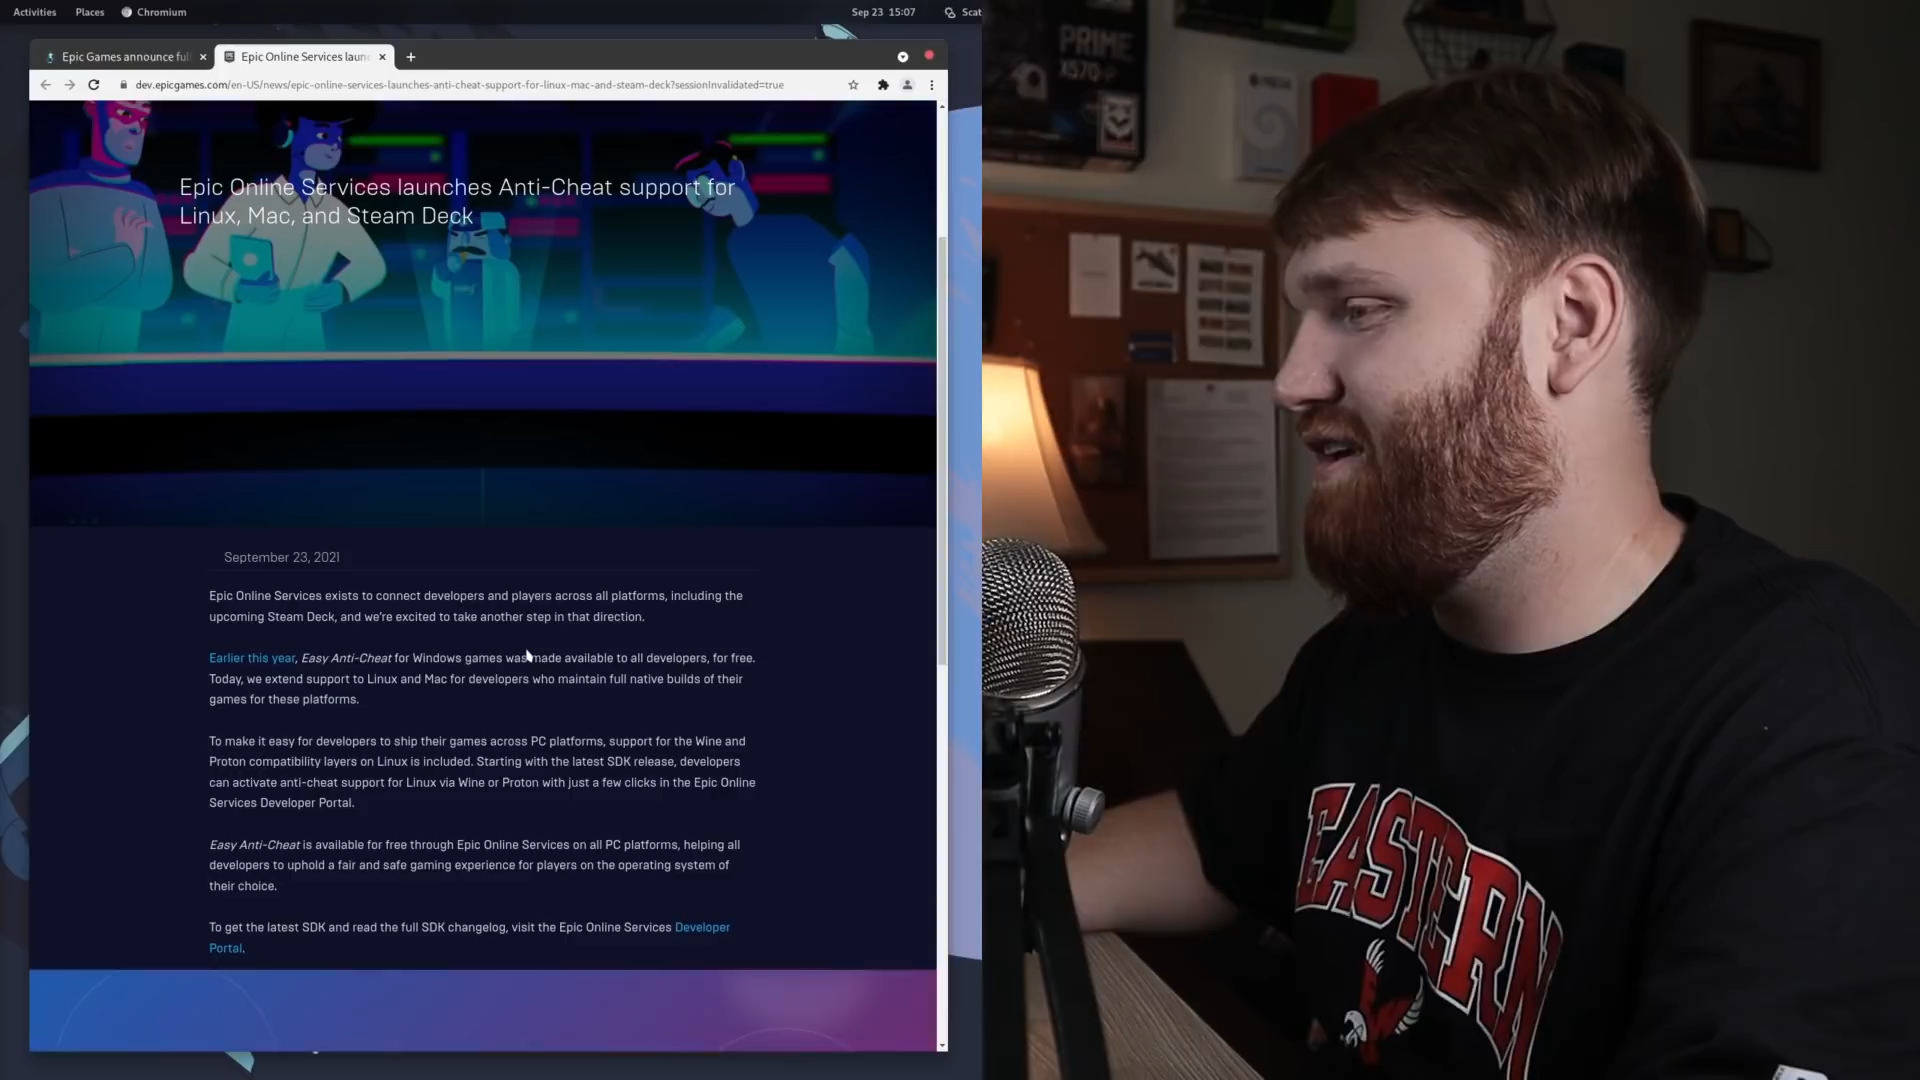 Activities
Places
Chromium
Sep 23 15:07
Scat
Epic Games announce full
Epic Online Services launc
dev.epicgames.com/en-US/news/epic-online-services-launches-anti-cheat-support-for-linux-mac-and-steam-deck?sessionInvalidated=true
Epic Online Services launches Anti-Cheat support for
Linux, Mac, and Steam Deck
September 23, 2021
Epic Online Services exists to connect developers and players across all platforms, including the
upcoming Steam Deck, and we're excited to take another step in that direction.
Earlier this year, Easy Anti-Cheat for Windows games was made available to all developers, for free.
Today, we extend support to Linux and Mac for developers who maintain full native builds of their
games for these platforms.
To make it easy for developers to ship their games across PC platforms, support for the Wine and
Proton compatibility layers on Linux is included. Starting with the latest SDK release, developers
can activate anti-cheat support for Linux via Wine or Proton with just a few clicks in the Epic Online
Services Developer Portal.
Easy Anti-Cheat is available for free through Epic Online Services on all PC platforms, helping all
developers to uphold a fair and safe gaming experience for players on the operating system of
their choice.
To get the latest SDK and read the full SDK changelog, visit the Epic Online Services Developer
Portal.
PRIME
X570-P
EASTERN